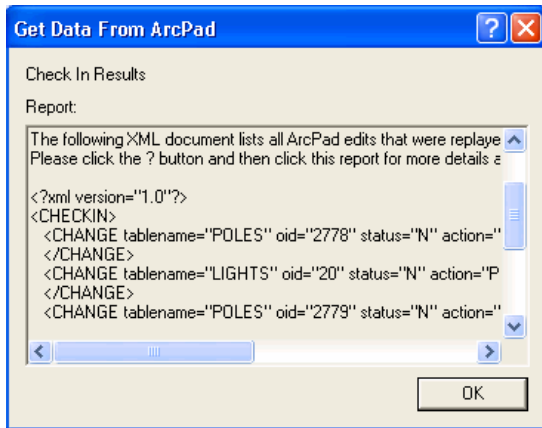 Get Data From ArcPad
Check In Results
Report:
The following XML document lists all ArcPad edits that were replaye
Please click the ? button and then click this report for more details a
<?xml version="1.0"?>
<CHECKIN>
<CHANGE tablename="POLES" oid="2778" status="N" action="
</CHANGE>
<CHANGE tablename="LIGHTS" oid="20" status="N" action="P
</CHANGE>
<CHANGE tablename="POLES" oid="2779" status="N" action="
OK